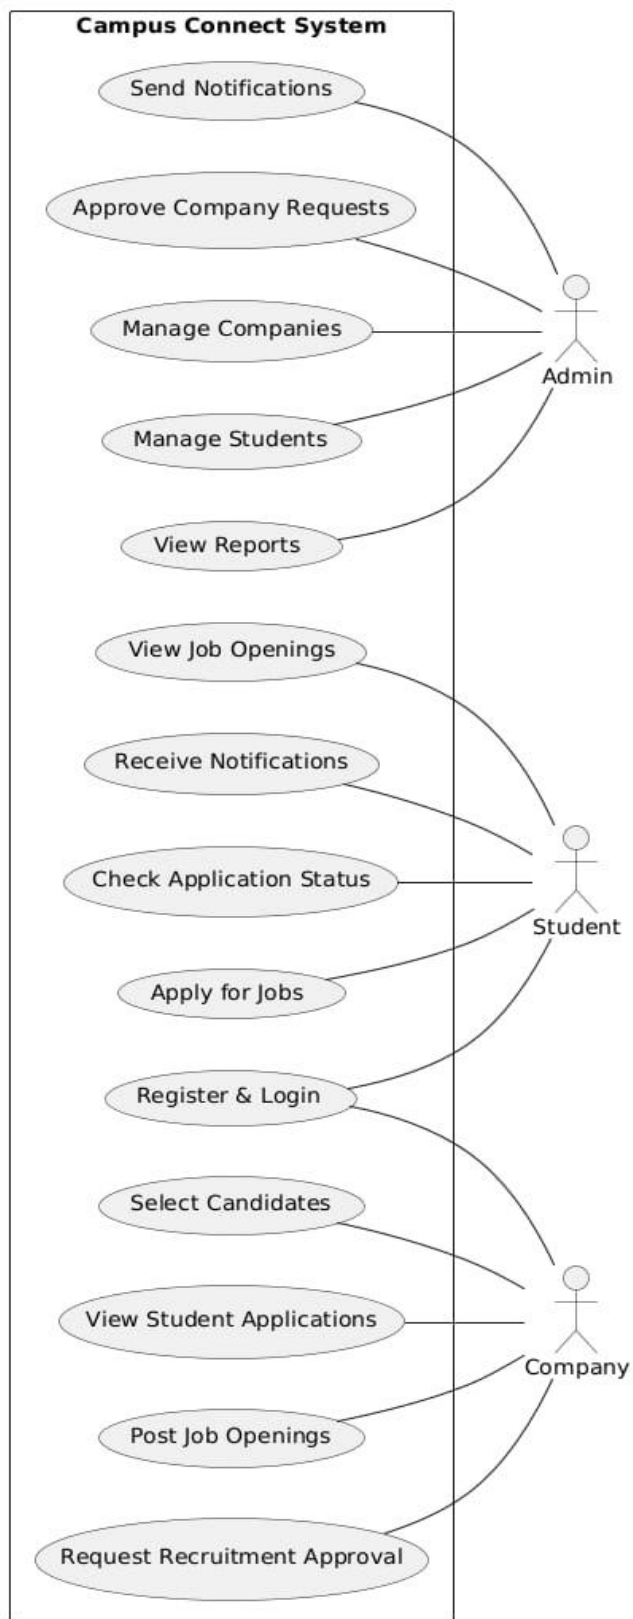 Campus Connect System
Send Notifications
Approve Company Requests
Manage Companies
Admin
Manage Students
View Reports
View Job Openings
Receive Notifications
Check Application Status
Student
Apply for Jobs
Register & Login
Select Candidates
View Student Applications
Company
Post Job Openings
Request Recruitment Approval